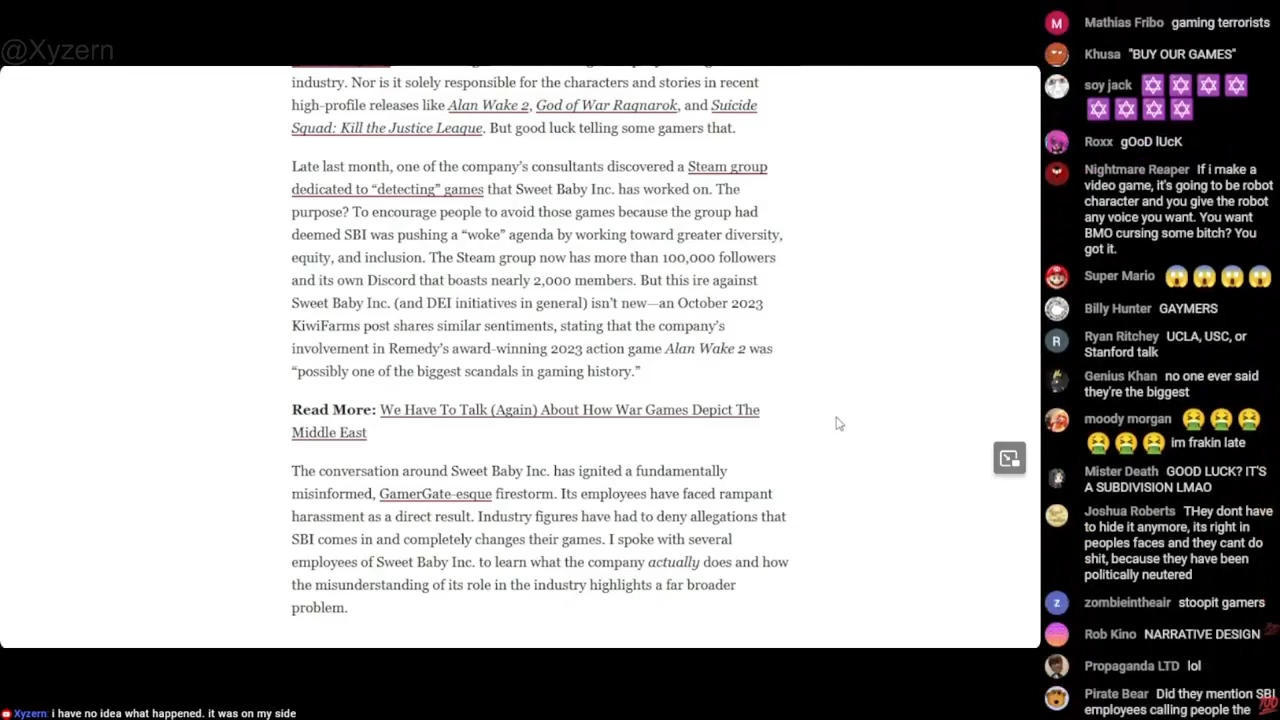 @Xyzern
industry. Nor is it solely responsible for the characters and stories in recent
high-profile releases like Alan Wake 2, God of War Ragnarok, and Suicide
Squad: Kill the Justice League. But good luck telling some gamers that.
Late last month, one of the company's consultants discovered a Steam group
dedicated to “detecting” games that Sweet Baby Inc. has worked on. The
purpose? To encourage people to avoid those games because the group had
deemed SBI was pushing a “woke” agenda by working toward greater diversity,
equity, and inclusion. The Steam group now has more than 100,000 followers
and its own Discord that boasts nearly 2,000 members. But this ire against
Sweet Baby Inc. (and DEI initiatives in general) isn't new—an October 2023
KiwiFarms post shares similar sentiments, stating that the company's
involvement in Remedy's award-winning 2023 action game Alan Wake 2 was
“possibly one of the biggest scandals in gaming history.”
Read More: We Have To Talk (Again) About How War Games Depict The
Middle East
The conversation around Sweet Baby Inc. has ignited a fundamentally
misinformed, GamerGate-esque firestorm. Its employees have faced rampant
harassment as a direct result. Industry figures have had to deny allegations that
SBI comes in and completely changes their games. I spoke with several
employees of Sweet Baby Inc. to learn what the company actually does and how
the misunderstanding of its role in the industry highlights a far broader
problem.
Xyzern: i have no idea what happened. it was on my side
M Mathias Fribo gaming terrorists
Khusa "BUY OUR GAMES"
soy jack
Roxx gOoD lUcK
Nightmare Reaper If i make a
video game, it's going to be robot
character and you give the robot
any voice you want. You want
BMO cursing some bitch? You
got it.
Super Mario
Billy Hunter GAYMERS
R Ryan Ritchey UCLA, USC, or
Stanford talk
Genius Khan no one ever said
they're the biggest
moody morgan
im frakin late
Mister Death GOOD LUCK? IT'S
A SUBDIVISION LMAO
Joshua Roberts THey dont have
to hide it anymore, its right in
peoples faces and they cant do
shit, because they have been
politically neutered
z zombieintheair stoopit gamers
Rob Kino NARRATIVE DESIGN
Propaganda LTD lol
Pirate Bear Did they mention SBI
employees calling people the